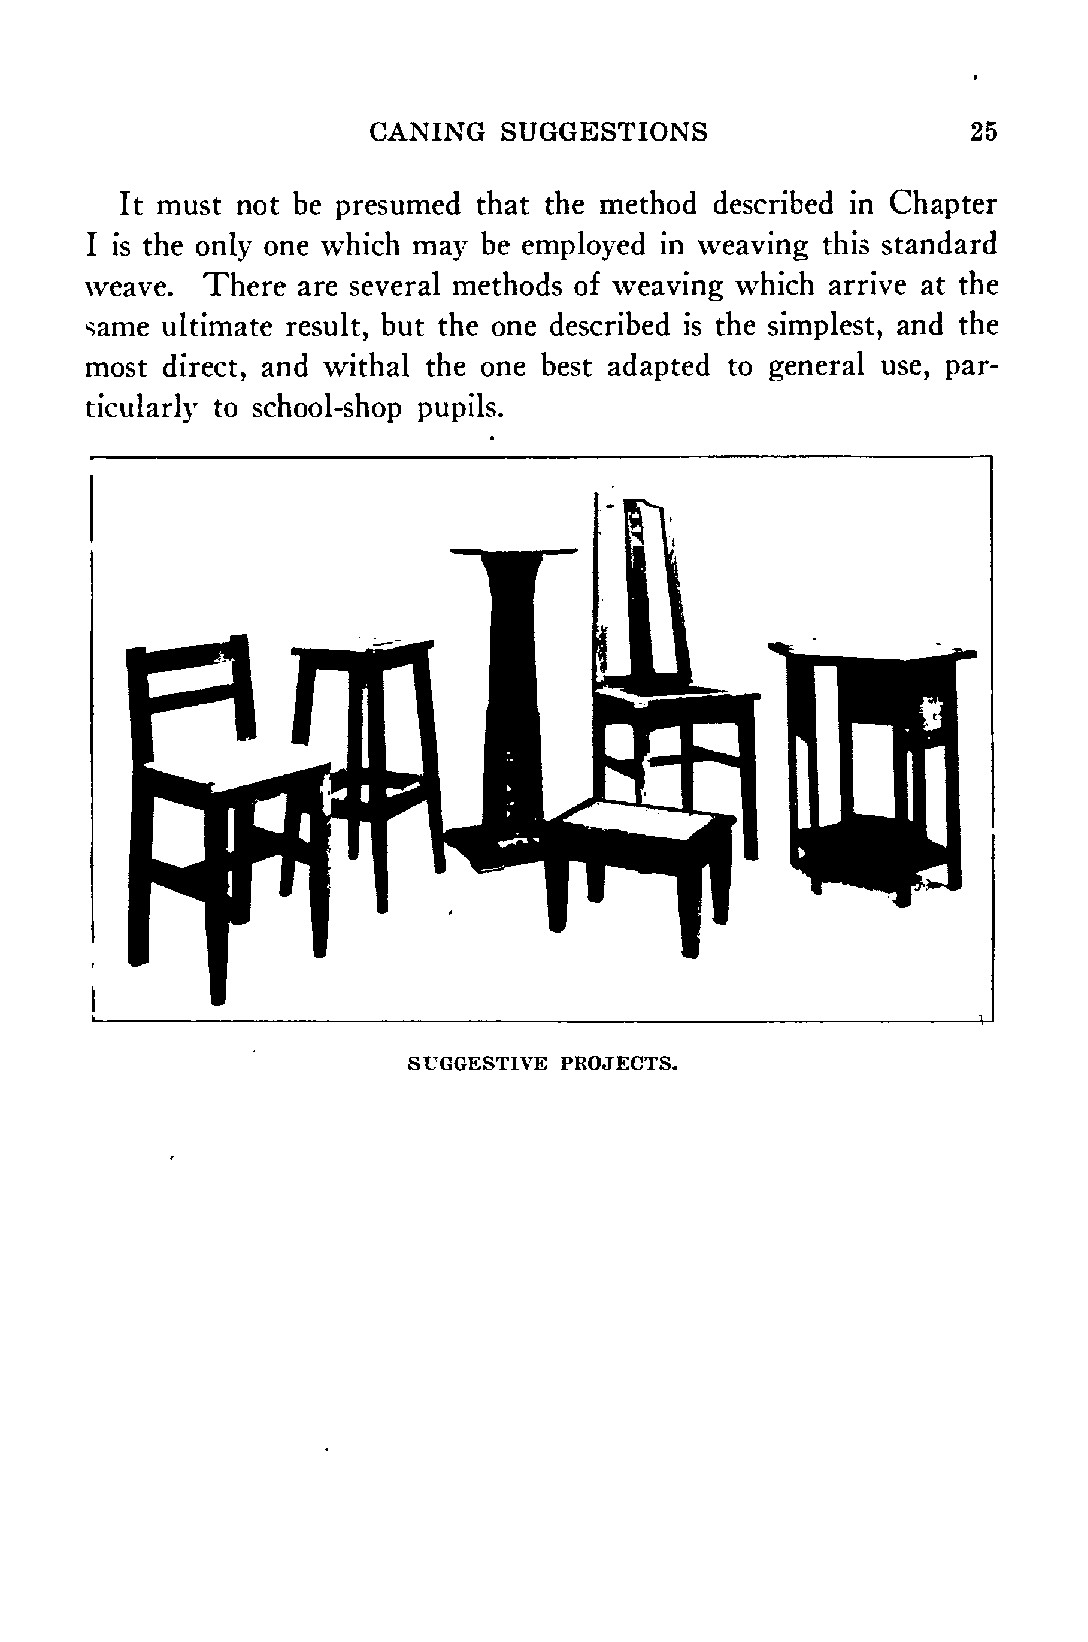 CANING SUGGESTIONS 25
It must not be presumed that the method described in Chapter
I is the only one which may be employed in weaving this standard
weave. There are several methods of weaving which arrive at the
same ultimate result, but the one described is the simplest, and the
most direct, and withal the one best adapted to general use, par-
ticularly to school-shop pupils.
SUGGESTIVE PROJECTS.